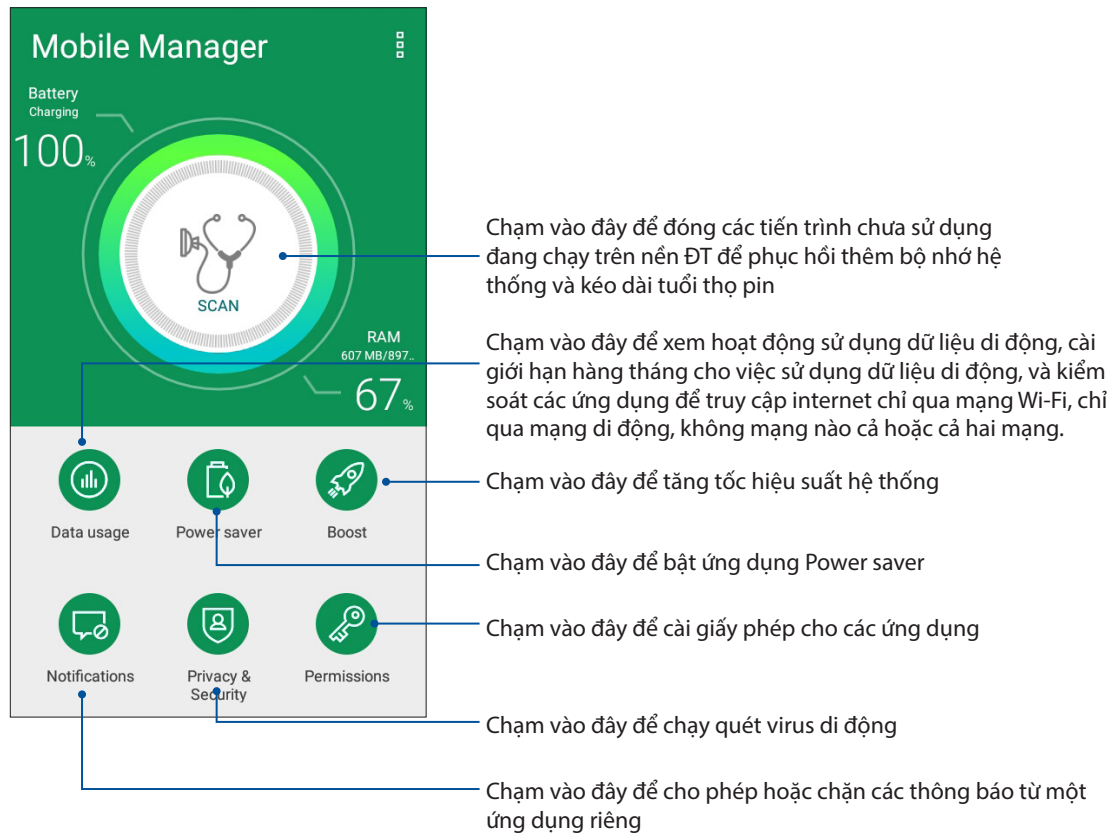 Mobile Manager
Battery
Charging
100%
SCAN
RAM
607 MB/897..
67%
Data usage
Power saver
Boost
Notifications
Privacy &
Security
Permissions
Chạm vào đây để đóng các tiến trình chưa sử dụng
đang chạy trên nền ĐT để phục hồi thêm bộ nhớ hệ
thống và kéo dài tuổi thọ pin
Chạm vào đây để xem hoạt động sử dụng dữ liệu di động, cài
giới hạn hàng tháng cho việc sử dụng dữ liệu di động, và kiểm
soát các ứng dụng để truy cập internet chỉ qua mạng Wi-Fi, chỉ
qua mạng di động, không mạng nào cả hoặc cả hai mạng.
Chạm vào đây để tăng tốc hiệu suất hệ thống
Chạm vào đây để bật ứng dụng Power saver
Chạm vào đây để cài giấy phép cho các ứng dụng
Chạm vào đây để chạy quét virus di động
Chạm vào đây để cho phép hoặc chặn các thông báo từ một
ứng dụng riêng